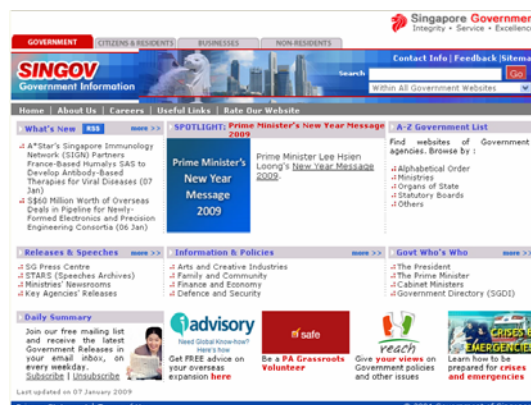 Singapore Government
Integrity • Service • Excellence
GOVERNMENT
CITIZENS & RESIDENTS
BUSINESSES
NON-RESIDENTS
SINGOV
Government Information
Contact Info | Feedback |Sitema
Search
Go
Within All Government Websites
Home | About Us | Careers | Useful Links | Rate Our Website
What's New RSS more >>
A*Star's Singapore Immunology
Network (SIGN) Partners
France-Based Humalys SAS to
Develop Antibody-Based
Therapies for Viral Diseases (07
Jan)
S$60 Million Worth of Overseas
Deals in Pipeline for Newly-
Formed Electronics and Precision
Engineering Consortia (06 Jan)
SPOTLIGHT: Prime Minister's New Year Message
2009
Prime Minister's
New Year
Message
2009
Prime Minister Lee Hsien
Loong's New Year Message
2009.
A-Z Government List
Find websites of Government
agencies. Browse by :
Alphabetical Order
Ministries
Organs of State
Statutory Boards
Others
Releases & Speeches more >>
SG Press Centre
STARS (Speeches Archives)
Ministries' Newsrooms
Key Agencies' Releases
Information & Policies more >>
Arts and Creative Industries
Family and Community
Finance and Economy
Defence and Security
Govt Who's Who more >>
The President
The Prime Minister
Cabinet Ministers
Government Directory (SGDI)
Daily Summary
Join our free mailing list
and receive the latest
Government Releases in
your email inbox, on
every weekday.
Subscribe | Unsubscribe
Last updated on 07 January 2009
iadvisory
Need Global Know-how?
Here's how
Get FREE advice on
your overseas
expansion here
safe
Be a PA Grassroots
Volunteer
reach
Give your views on
Government policies
and other issues
CRISES &
EMERGENCIES
Learn how to be
prepared for crises
and emergencies